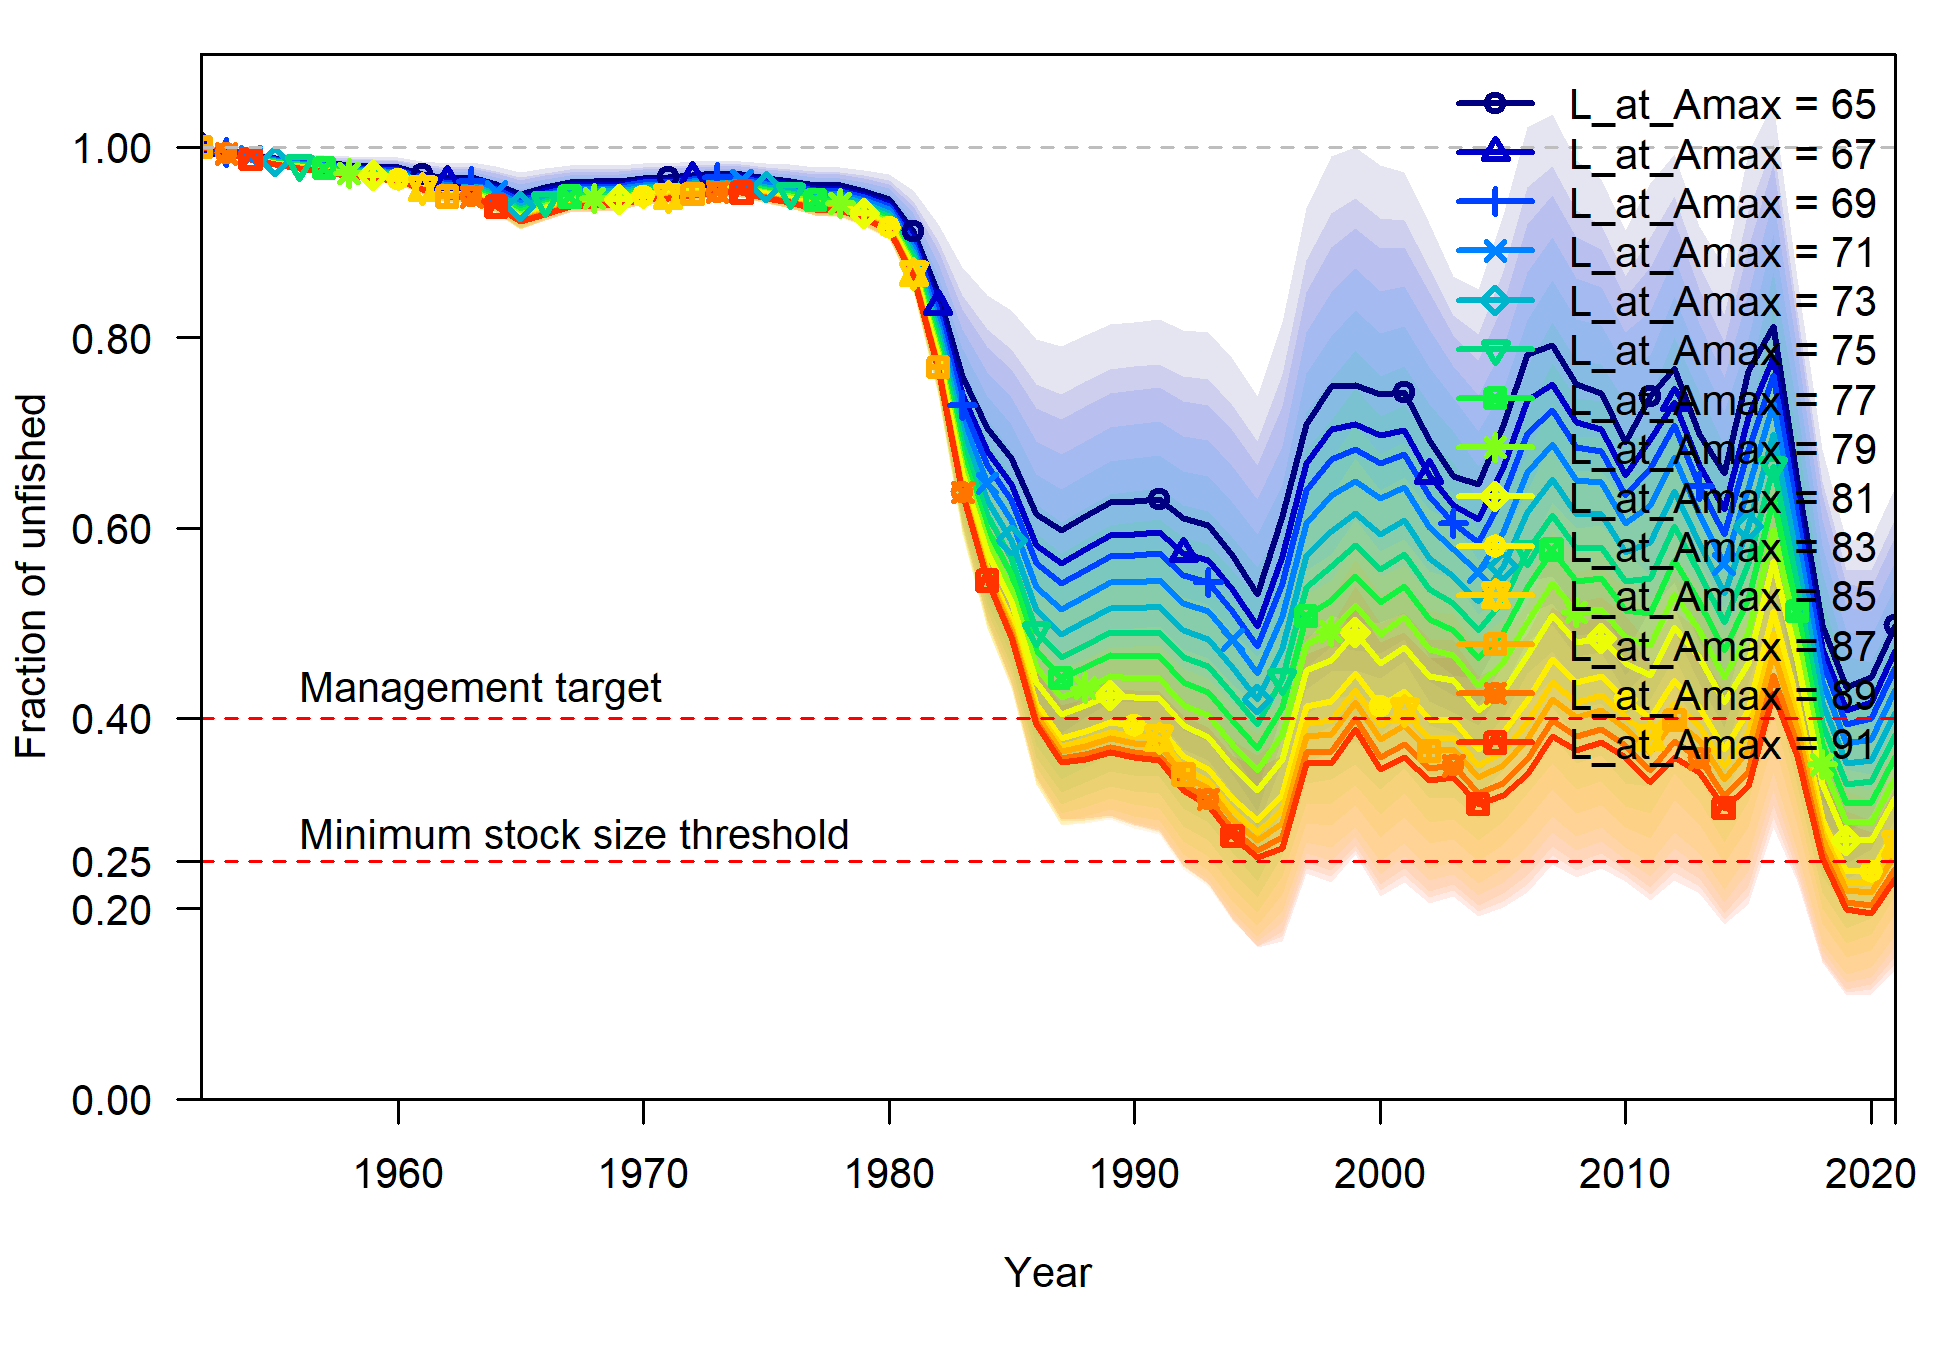 Fraction of unfished
1.00
0.80
0.60
0.40
0.25
0.20
0.00
Management target
Minimum stock size threshold
L_at_Amax = 65
L_at_Amax = 67
L_at_Amax = 69
L_at_Amax = 71
L_at_Amax = 73
L_at_Amax = 75
L_at_Amax = 77
L_at_Amax = 79
L_at_Amax = 81
L_at_Amax = 83
L_at_Amax = 85
L_at_Amax = 87
L_at_Amax = 89
L_at_Amax = 91
1960 1970 1980 1990 2000 2010 2020
Year